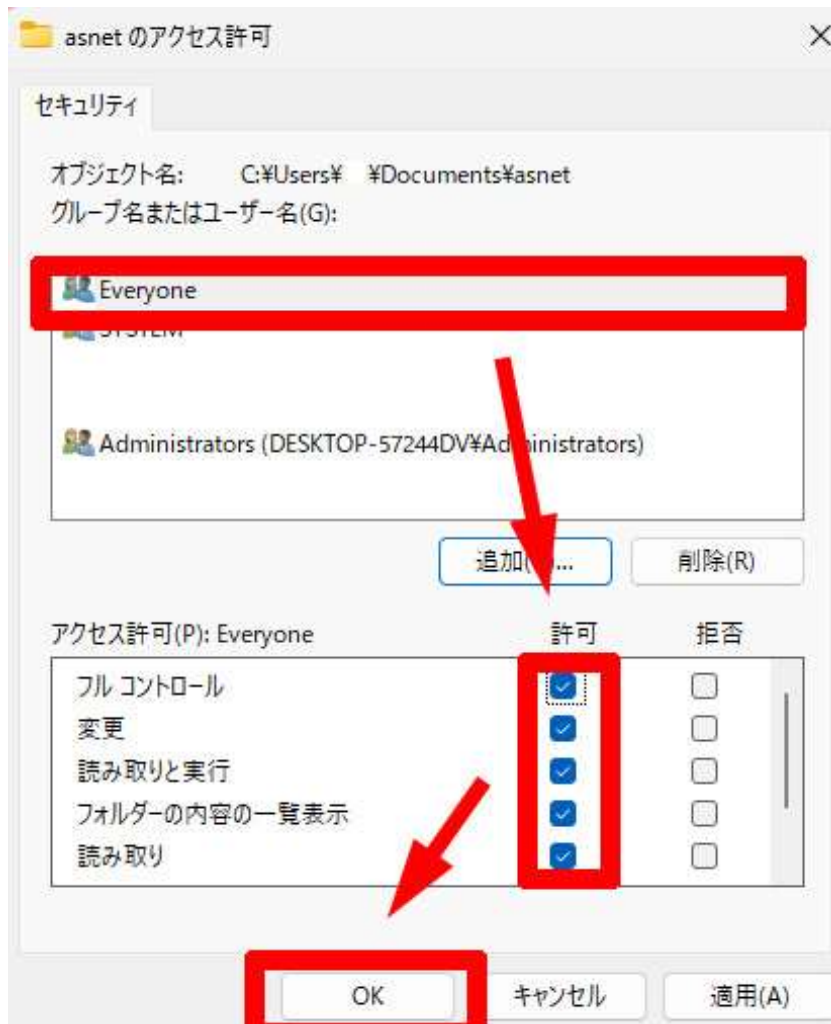 asnet のアクセス許可
セキュリティ
オブジェクト名: C:¥Users¥ ¥Documents¥asnet
グループ名またはユーザー名(G):
Everyone
SYSTEM
Administrators (DESKTOP-57244DV¥Administrators)
追加(...
削除(R)
アクセス許可(P): Everyone 許可 拒否
フル コントロール
変更
読み取りと実行
フォルダーの内容の一覧表示
読み取り
OK キャンセル 適用(A)